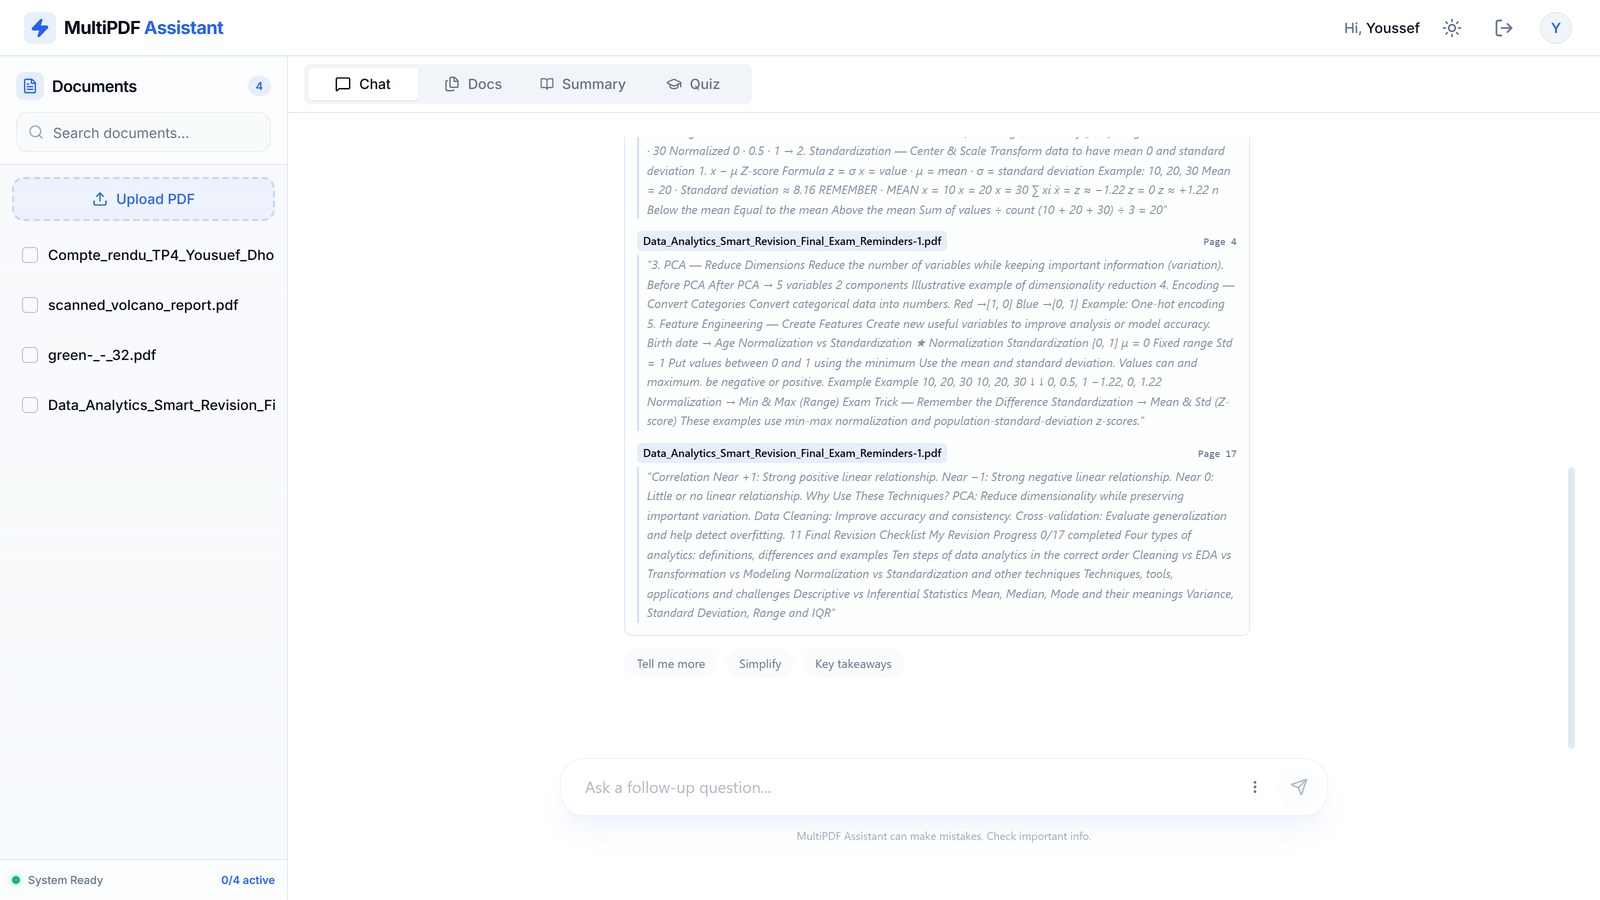 MultiPDF Assistant
Hi, Youssef
Y
Documents
4
Search documents...
Upload PDF
Compte_rendu_TP4_Yousuef_Dho
scanned_volcano_report.pdf
green-_-_32.pdf
Data_Analytics_Smart_Revision_Fi
System Ready
0/4 active
Chat
Docs
Summary
Quiz
· 30 Normalized 0 · 0.5 · 1 → 2. Standardization — Center & Scale Transform data to have mean 0 and standard
deviation 1. x − μ Z-score Formula z = σ x = value · μ = mean · σ = standard deviation Example: 10, 20, 30 Mean
= 20 · Standard deviation ≈ 8.16 REMEMBER · MEAN x = 10 x = 20 x = 30 ∑ xi x̄ = z ≈ −1.22 z = 0 z ≈ +1.22 n
Below the mean Equal to the mean Above the mean Sum of values ÷ count (10 + 20 + 30) ÷ 3 = 20"
Data_Analytics_Smart_Revision_Final_Exam_Reminders-1.pdf
Page 4
"3. PCA — Reduce Dimensions Reduce the number of variables while keeping important information (variation).
Before PCA After PCA → 5 variables 2 components Illustrative example of dimensionality reduction 4. Encoding —
Convert Categories Convert categorical data into numbers. Red →[1, 0] Blue →[0, 1] Example: One-hot encoding
5. Feature Engineering — Create Features Create new useful variables to improve analysis or model accuracy.
Birth date → Age Normalization vs Standardization ★ Normalization Standardization [0, 1] μ = 0 Fixed range Std
= 1 Put values between 0 and 1 using the minimum Use the mean and standard deviation. Values can and
maximum. be negative or positive. Example Example 10, 20, 30 10, 20, 30 ↓ ↓ 0, 0.5, 1 −1.22, 0, 1.22
Normalization → Min & Max (Range) Exam Trick — Remember the Difference Standardization → Mean & Std (Z-
score) These examples use min-max normalization and population-standard-deviation z-scores."
Data_Analytics_Smart_Revision_Final_Exam_Reminders-1.pdf
Page 17
"Correlation Near +1: Strong positive linear relationship. Near −1: Strong negative linear relationship. Near 0:
Little or no linear relationship. Why Use These Techniques? PCA: Reduce dimensionality while preserving
important variation. Data Cleaning: Improve accuracy and consistency. Cross-validation: Evaluate generalization
and help detect overfitting. 11 Final Revision Checklist My Revision Progress 0/17 completed Four types of
analytics: definitions, differences and examples Ten steps of data analytics in the correct order Cleaning vs EDA vs
Transformation vs Modeling Normalization vs Standardization and other techniques Techniques, tools,
applications and challenges Descriptive vs Inferential Statistics Mean, Median, Mode and their meanings Variance,
Standard Deviation, Range and IQR"
Tell me more
Simplify
Key takeaways
Ask a follow-up question...
MultiPDF Assistant can make mistakes. Check important info.